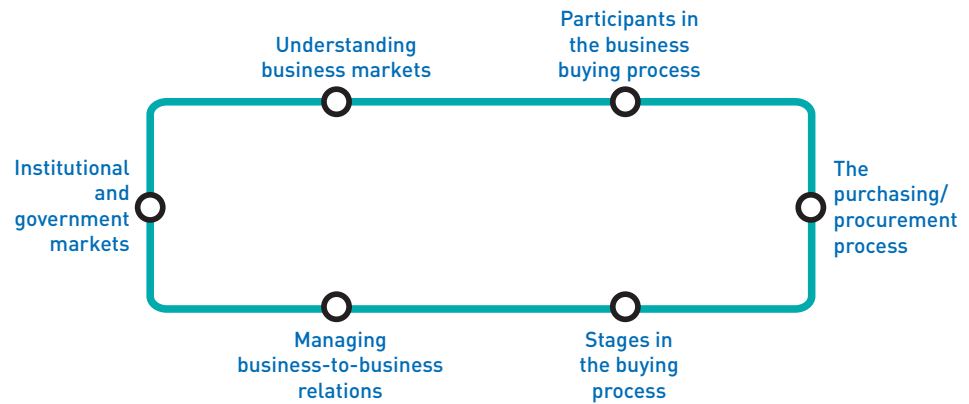 Understanding
business markets
Participants in
the business
buying process
The
purchasing/
procurement
process
Stages in
the buying
process
Managing
business-to-business
relations
Institutional
and
government
markets